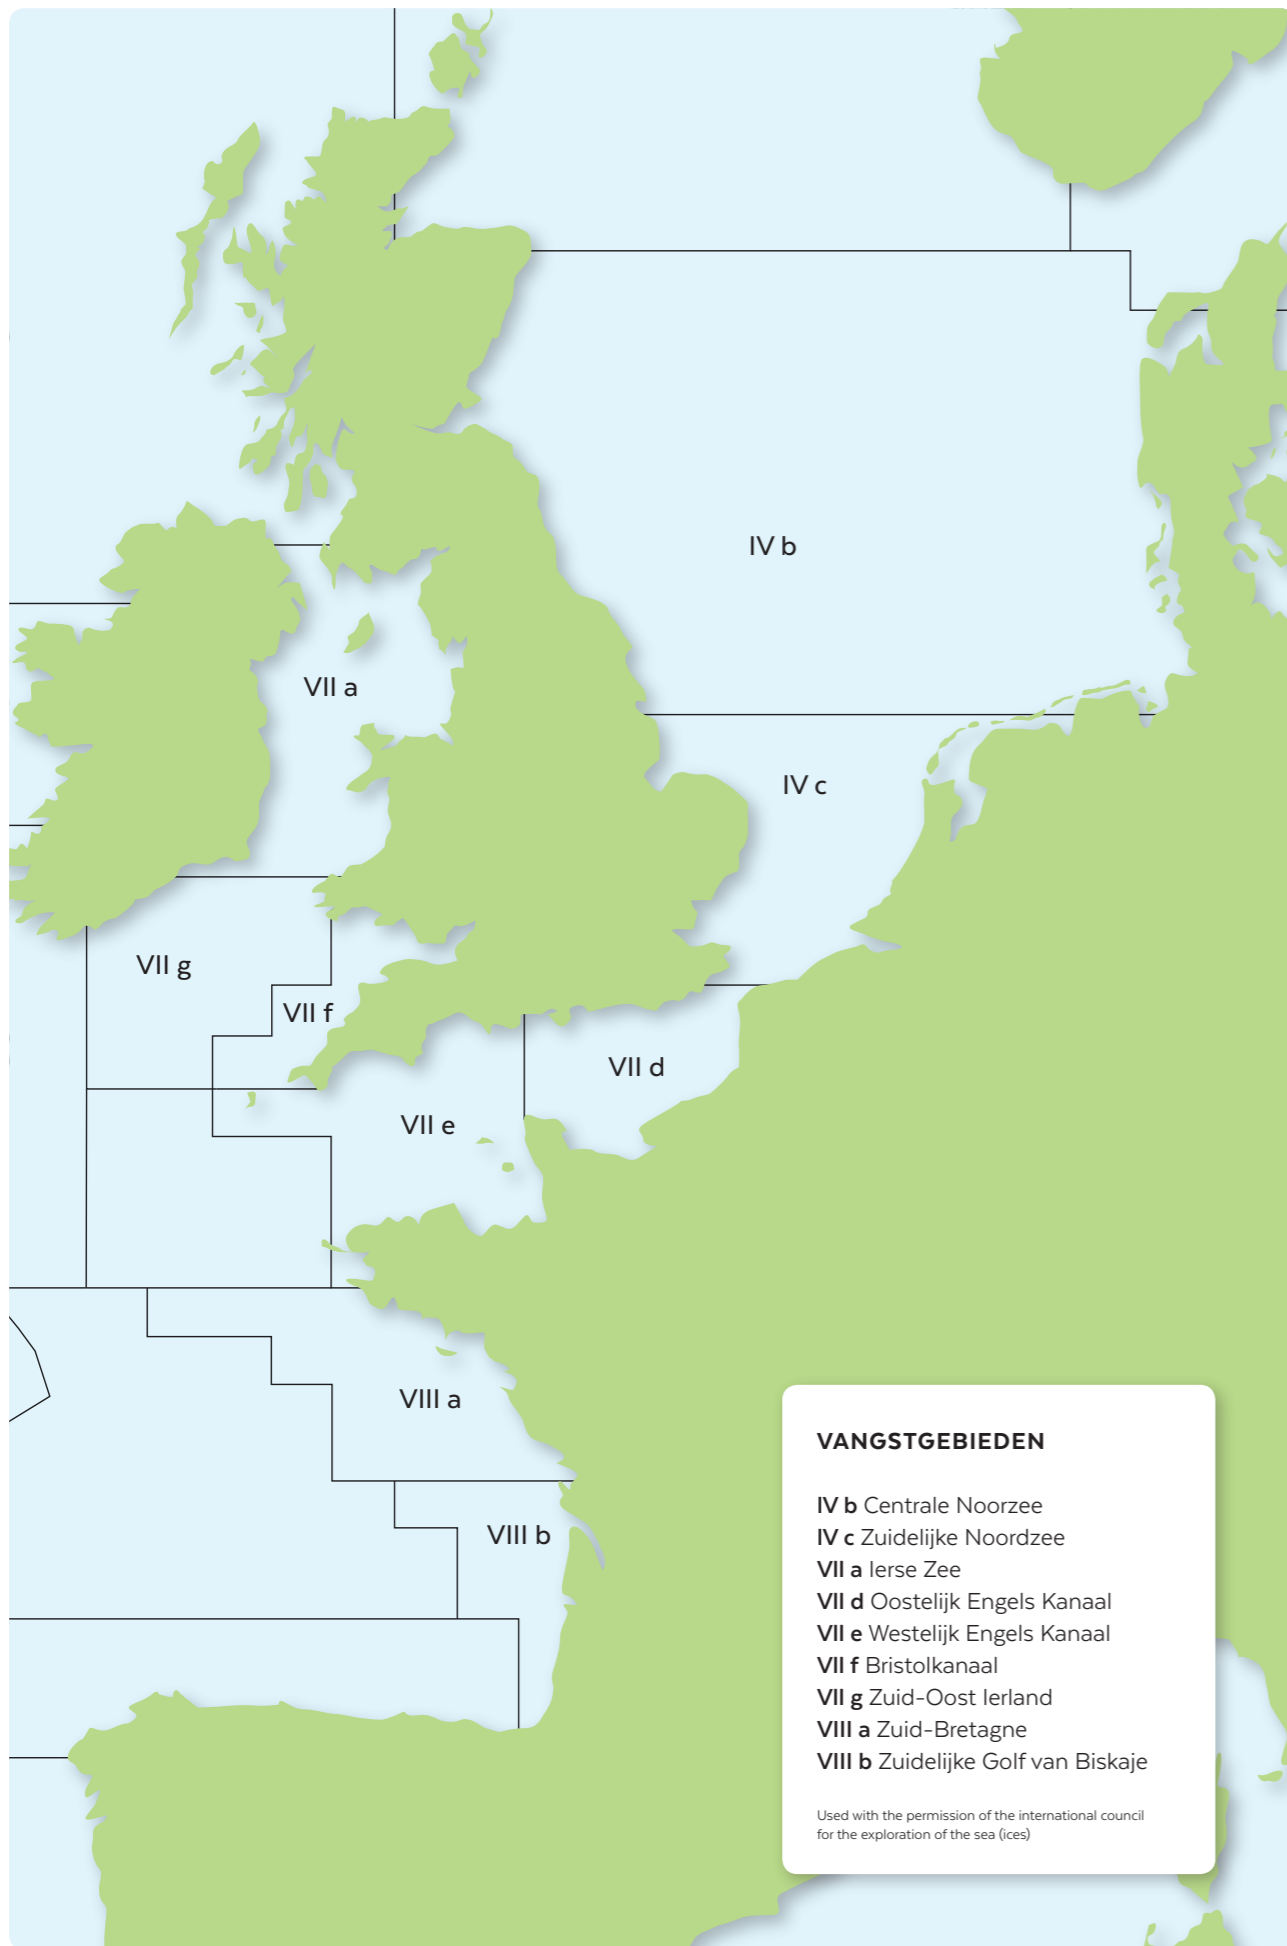 IV b
VII a
IV c
VII g
VII f
VII d
VII e
VIII a
VIII b
VANGSTGEBIEDEN
IV b Centrale Noorzee
IV c Zuidelijke Noordzee
VII a Ierse Zee
VII d Oostelijk Engels Kanaal
VII e Westelijk Engels Kanaal
VII f Bristolkanaal
VII g Zuid-Oost Ierland
VIII a Zuid-Bretagne
VIII b Zuidelijke Golf van Biskaje
Used with the permission of the international council
for the exploration of the sea (ices)